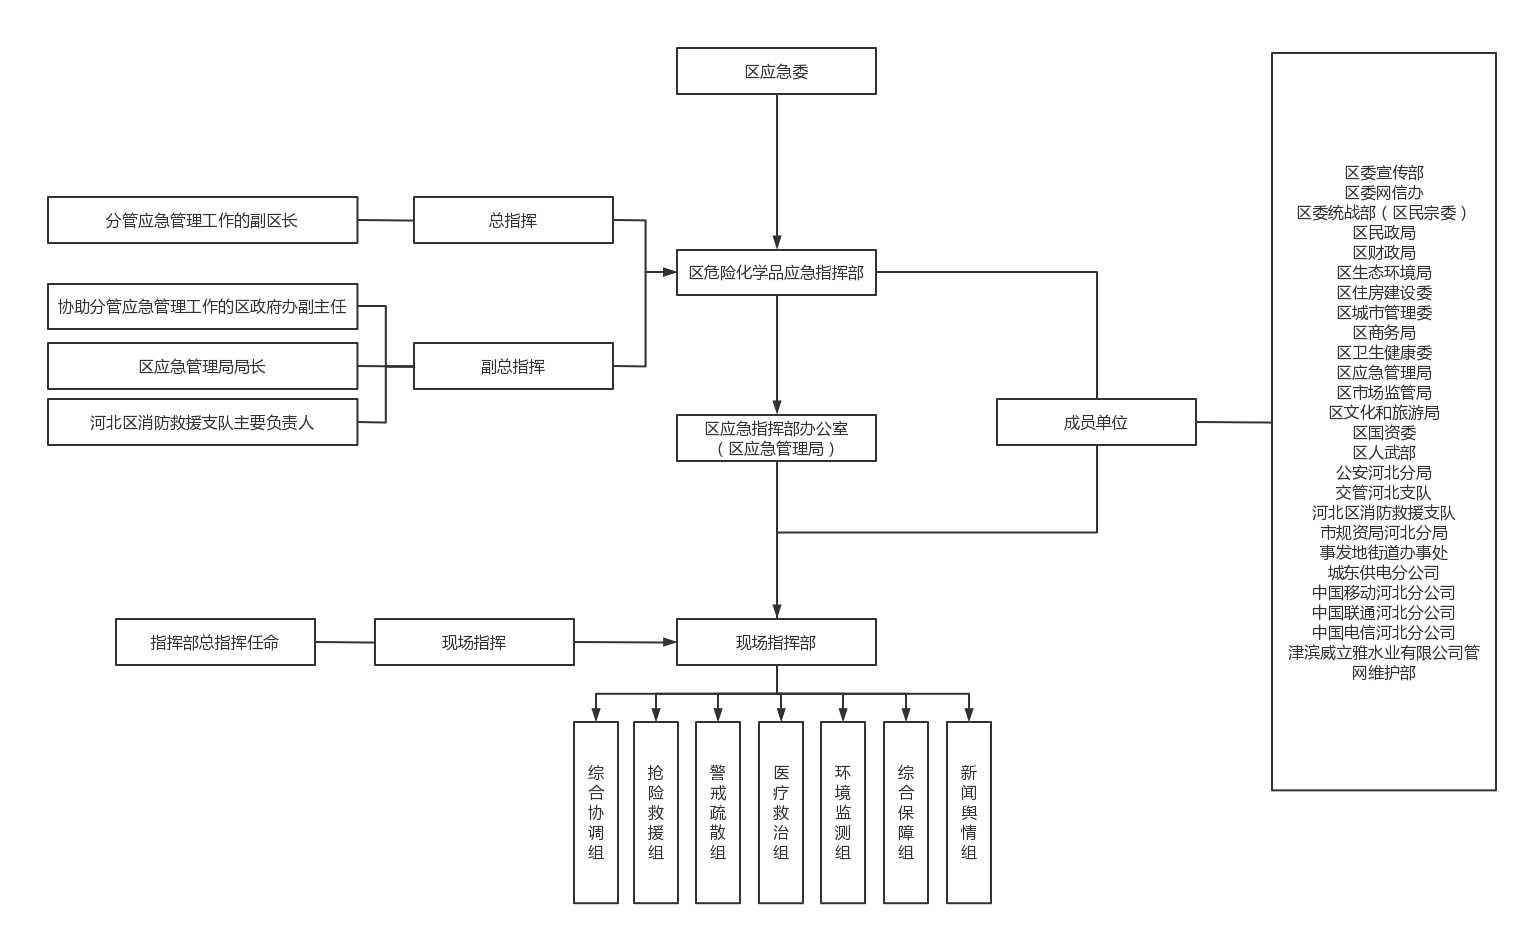 区应急委
分管应急管理工作的副区长
总指挥
协助分管应急管理工作的区政府办副主任
区应急管理局局长
河北区消防救援支队主要负责人
副总指挥
区危险化学品应急指挥部
区应急指挥部办公室
（区应急管理局）
成员单位
区委宣传部
区委网信办
区委统战部（区民宗委）
区民政局
区财政局
区生态环境局
区住房建设委
区城市管理委
区商务局
区卫生健康委
区应急管理局
区市场监管局
区文化和旅游局
区国资委
区人武部
公安河北分局
交管河北支队
河北区消防救援支队
市规资局河北分局
事发地街道办事处
城东供电分公司
中国移动河北分公司
中国联通河北分公司
中国电信河北分公司
津滨威立雅水业有限公司管
网维护部
指挥部总指挥任命
现场指挥
现场指挥部
综合协调组
抢险救援组
警戒疏散组
医疗救治组
环境监测组
综合保障组
新闻舆情组